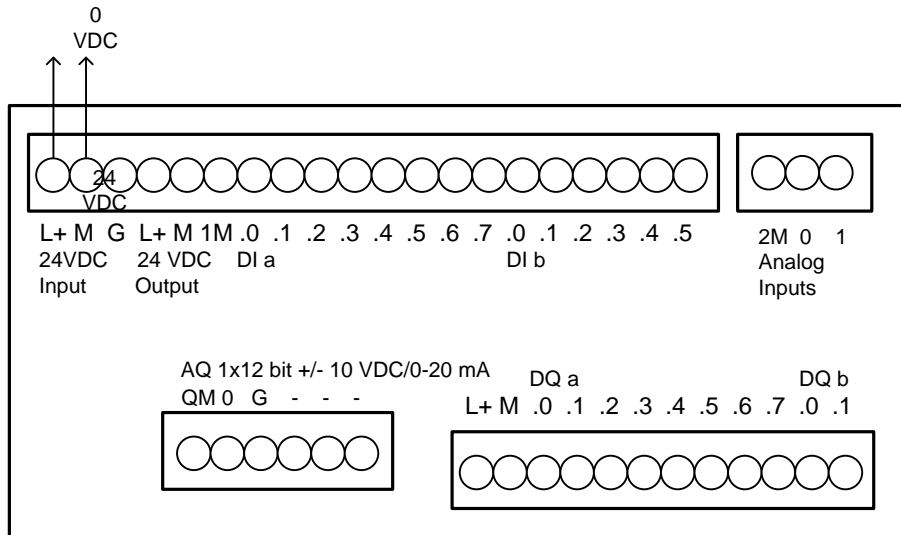 0
VDC
24
VDC
L+ M G L+ M 1M .0 .1 .2 .3 .4 .5 .6 .7 .0 .1 .2 .3 .4 .5
24VDC 24 VDC DI a DI b
Input Output
2M 0 1
Analog
Inputs
AQ 1x12 bit +/- 10 VDC/0-20 mA
QM 0 G - - -
DQ a DQ b
L+ M .0 .1 .2 .3 .4 .5 .6 .7 .0 .1